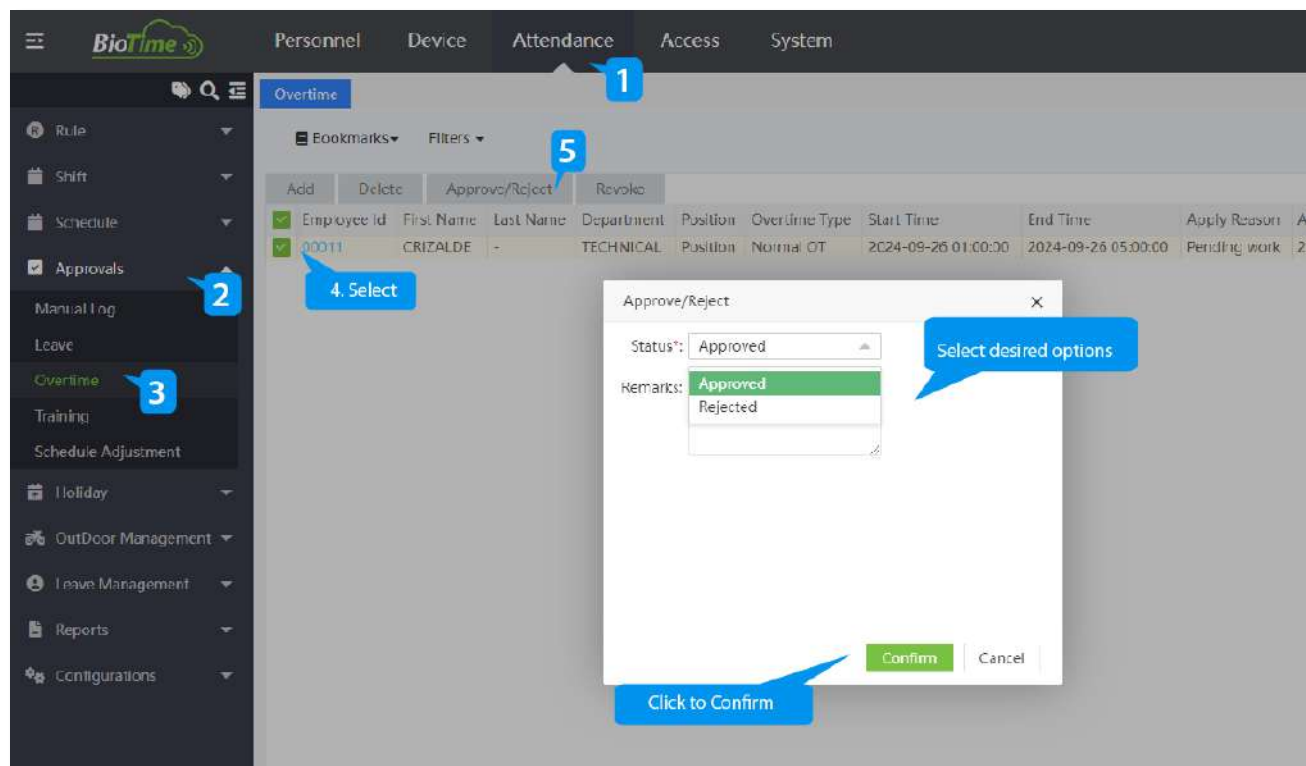 BioTime
Personnel Device Attendance Access System
1
Overtime
Rule
Bookmarks Filters
5
Shift
Add Delete Approve/Reject Revoke
Schedule
Employee Id First Name Last Name Department Position Overtime Type Start Time End Time Apply Reason A
00011 CRIZALDE - TECHNICAL Position Normal OT 2024-09-26 01:00:00 2024-09-26 05:00:00 Pending work 2
Approvals
2
4. Select
Manual Log
Leave
Overtime
3
Training
Schedule Adjustment
Holiday
OutDoor Management
Leave Management
Reports
Configurations
Approve/Reject
Status*: Approved
Select desired options
Remarks:
Approved
Rejected
Confirm Cancel
Click to Confirm